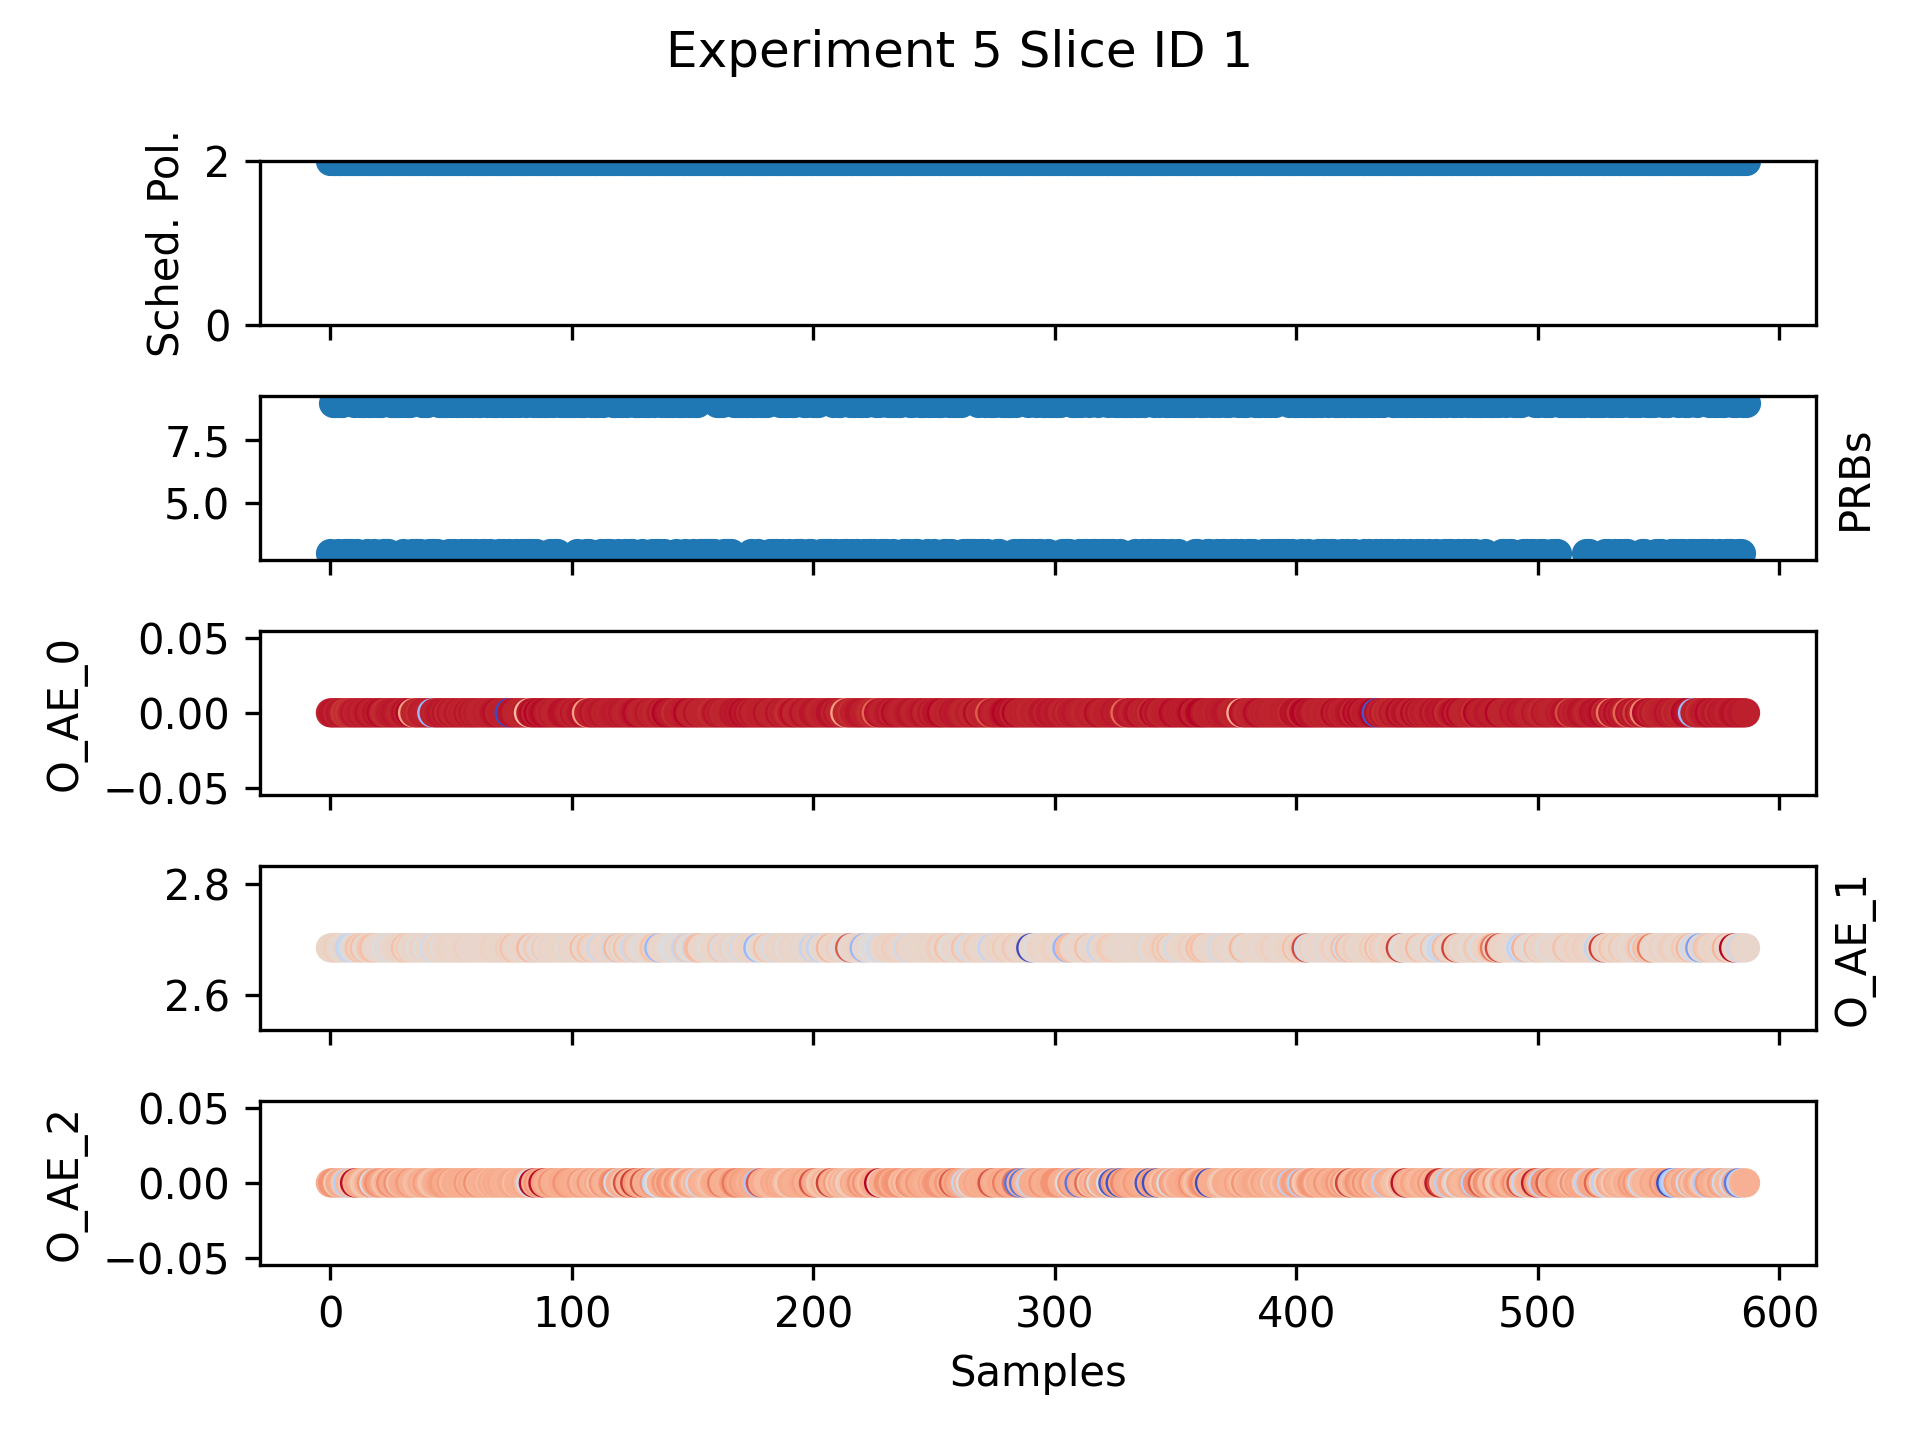 Experiment 5 Slice ID 1
Sched. Pol.
2
0
PRBs
7.5
5.0
O_AE_0
0.05
0.00
−0.05
O_AE_1
2.8
2.6
O_AE_2
0.05
0.00
−0.05
0 100 200 300 400 500 600
Samples